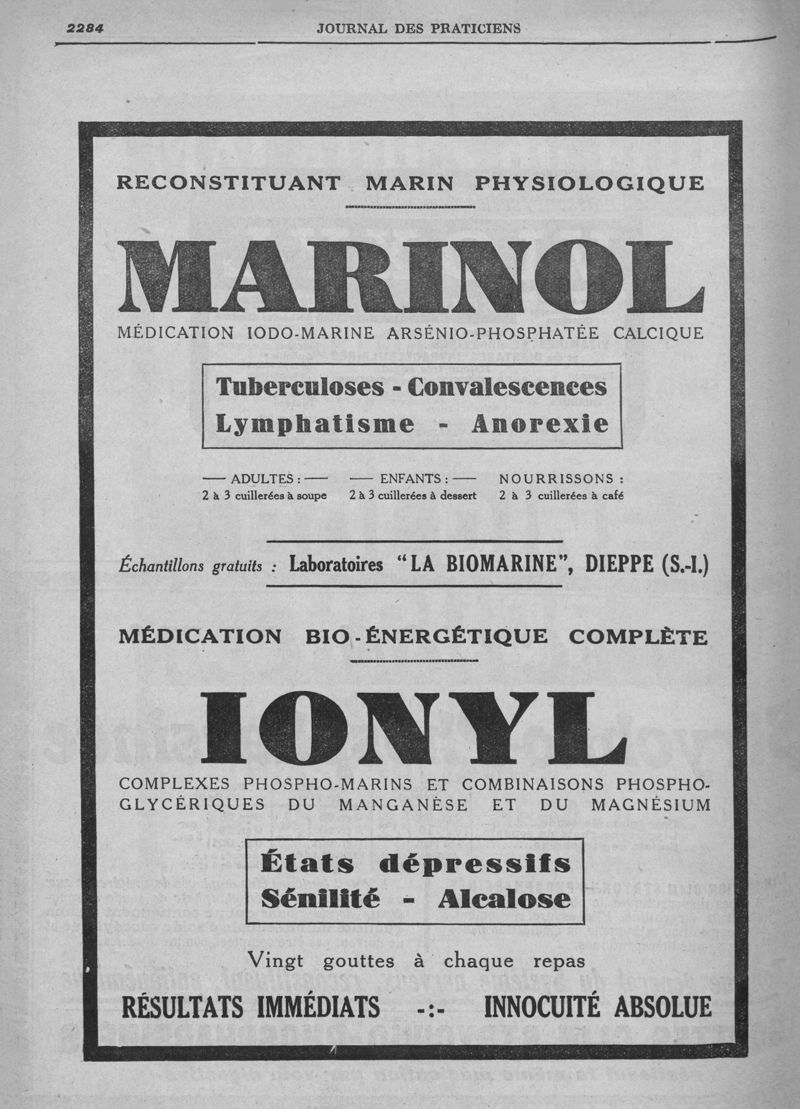 2284
JOURNAL DES PRATICIENS
RECONSTITUANT MARIN PHYSIOLOGIQUE
MARINOL
MÉDICATION IODO-MARINE ARSÉNIO-PHOSPHATÉE CALCIQUE
Tuberculoses - Convalescences
Lymphatisme - Anorexie
— ADULTES : — — ENFANTS : — NOURRISSONS :
2 à 3 cuillerées à soupe 2 à 3 cuillerées à dessert 2 à 3 cuillerées à café
Échantillons gratuits : Laboratoires "LA BIOMARINE", DIEPPE (S.-I.)
MÉDICATION BIO-ÉNERGÉTIQUE COMPLÈTE
IONYL
COMPLEXES PHOSPHO-MARINS ET COMBINAISONS PHOSPHO-
GLYCÉRIQUES DU MANGANÈSE ET DU MAGNÉSIUM
États dépressifs
Sénilité - Alcalose
Vingt gouttes à chaque repas
RÉSULTATS IMMÉDIATS -:- INNOCUITÉ ABSOLUE